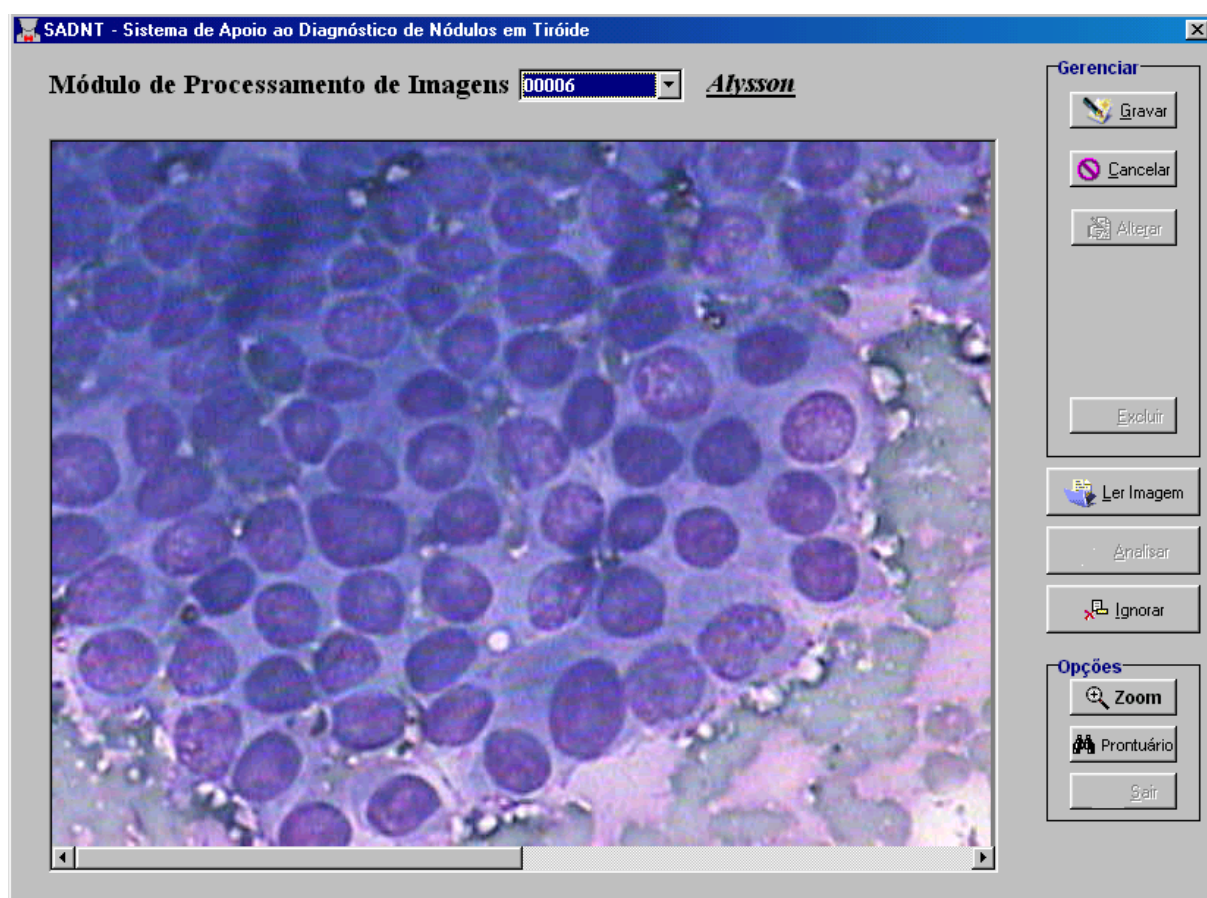 SADNT - Sistema de Apoio ao Diagnóstico de Nódulos em Tiróide
Módulo de Processamento de Imagens 00006 Alysson
Gerenciar
Gravar
Cancelar
Alterar
Excluir
Ler Imagem
Analisar
Ignorar
Opções
Zoom
Prontuário
Sair